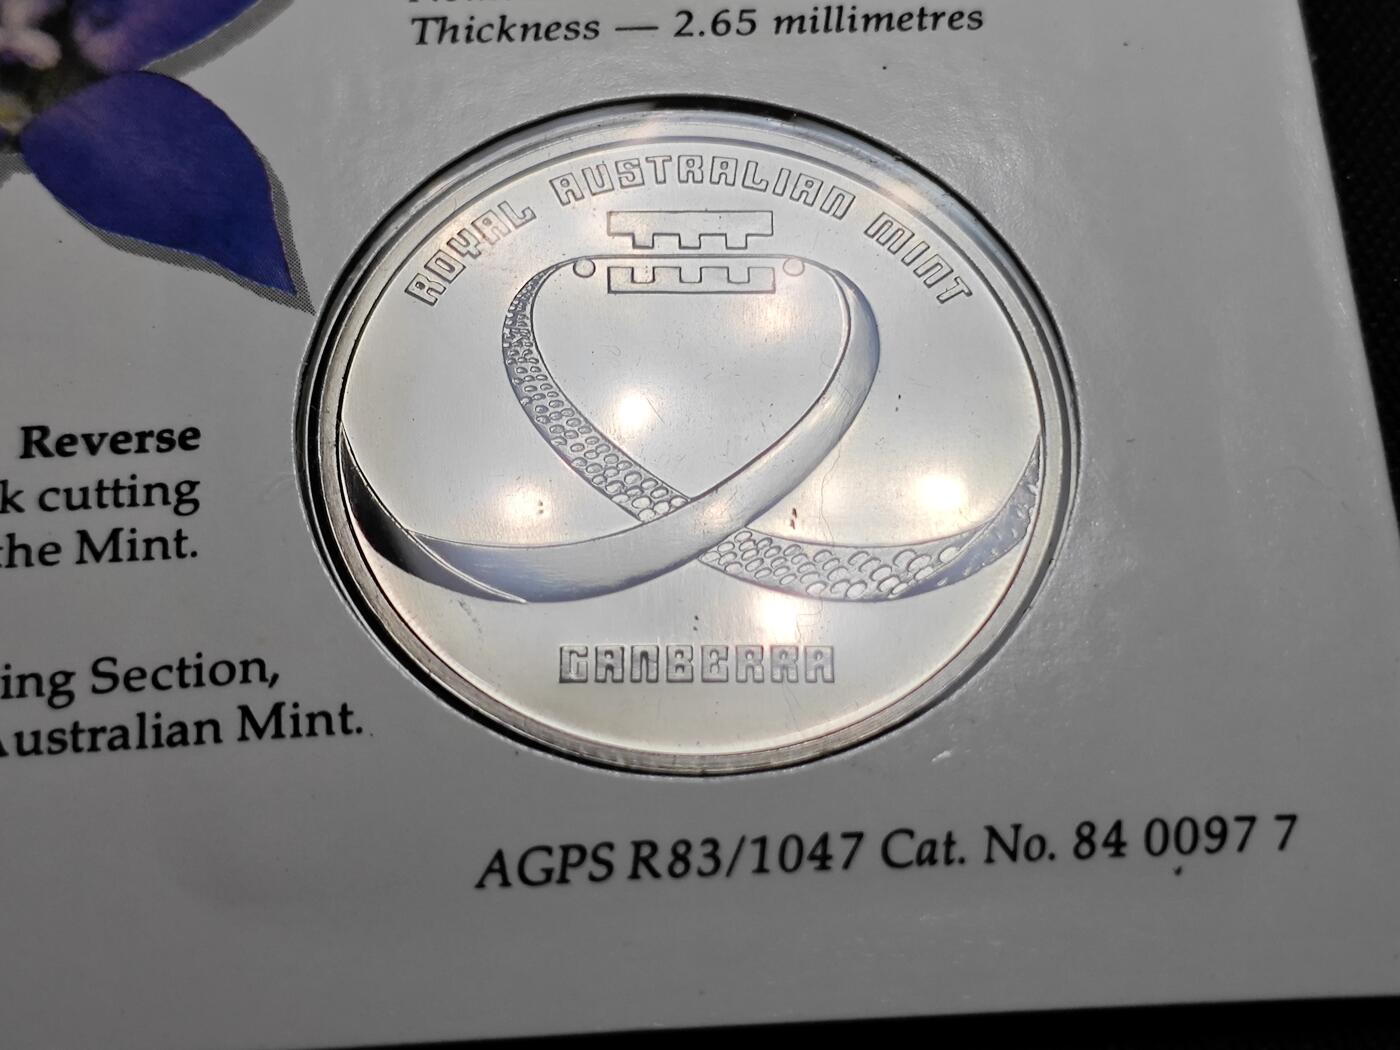 Thickness — 2.65 millimetres
ROYAL AUSTRALIAN MINT
Reverse
k cutting
the Mint.
CANBERRA
ing Section,
Australian Mint.
AGPS R83/1047 Cat. No. 84 0097 7